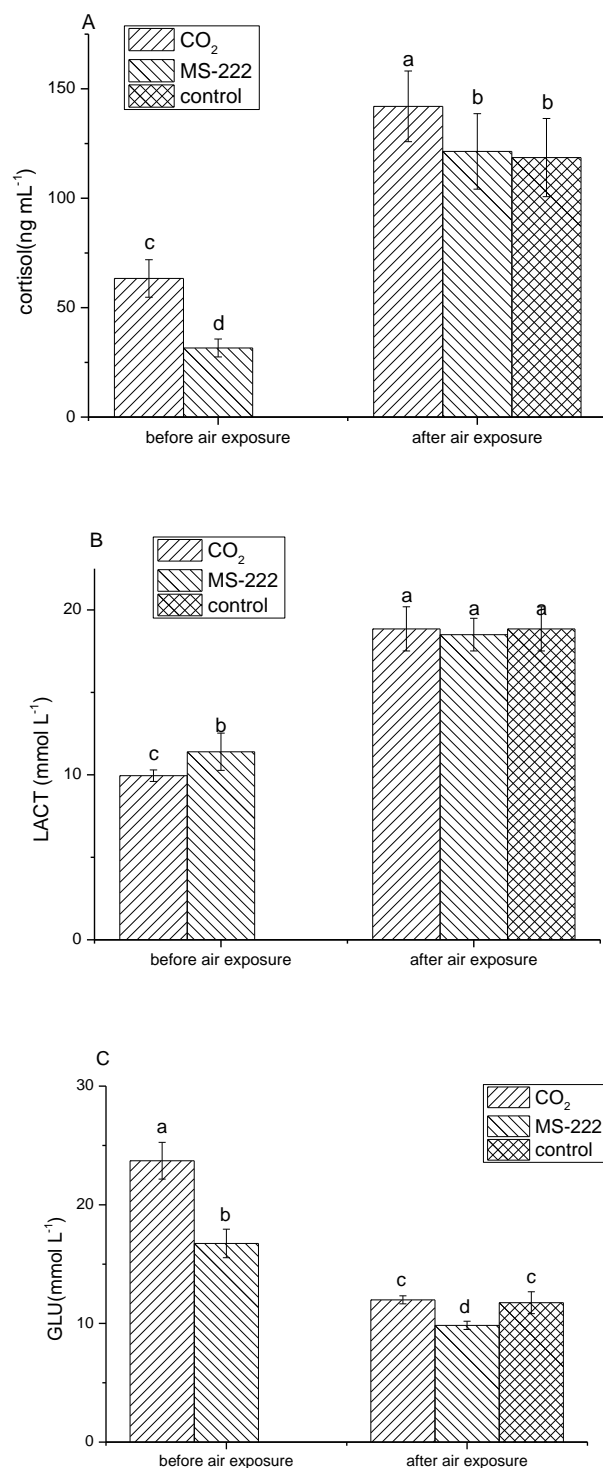 A
CO₂
MS-222
control
cortisol(ng mL⁻¹)
150
100
50
0
a
b
b
c
d
before air exposure
after air exposure
B
CO₂
MS-222
control
LACT (mmol L⁻¹)
20
10
0
a
a
a
b
c
before air exposure
after air exposure
C
CO₂
MS-222
control
GLU(mmol L⁻¹)
30
20
10
0
a
b
c
d
c
before air exposure
after air exposure